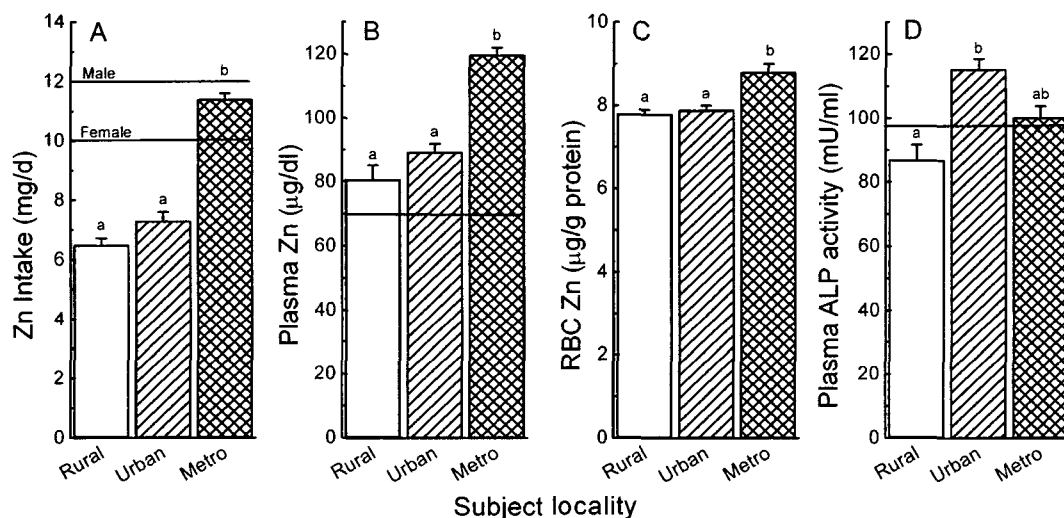 A
Zn Intake (mg/d)
14
12
10
8
6
4
2
0
Male
Female
a
a
b
Rural
Urban
Metro
B
Plasma Zn (μg/dl)
120
100
80
60
40
20
0
a
a
b
Rural
Urban
Metro
C
RBC Zn (μg/g protein)
10
8
6
4
2
0
a
a
b
Rural
Urban
Metro
D
Plasma ALP activity (mU/ml)
120
100
80
60
40
20
0
a
b
ab
Rural
Urban
Metro
Subject locality